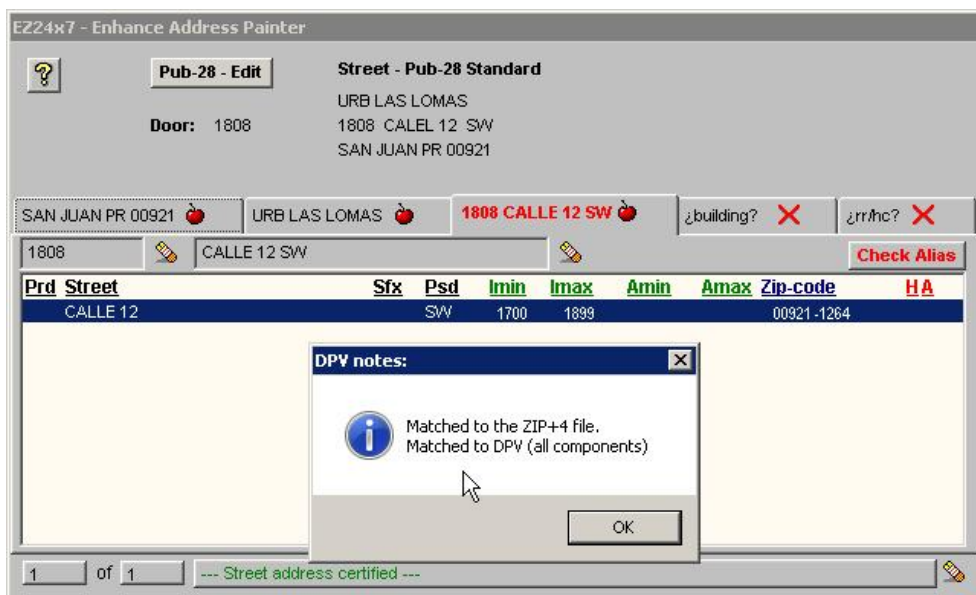 EZ24x7 - Enhance Address Painter
?
Pub-28 - Edit
Street - Pub-28 Standard
URB LAS LOMAS
Door: 1808
1808 CALEL 12 SW
SAN JUAN PR 00921
SAN JUAN PR 00921
URB LAS LOMAS
1808 CALLE 12 SW
¿building?
¿rr/hc?
1808
CALLE 12 SW
Check Alias
Prd Street Sfx Psd Imin Imax Amin Amax Zip-code H A
CALLE 12 SW 1700 1899 00921-1264
DPV notes:
Matched to the ZIP+4 file.
Matched to DPV (all components)
OK
1 of 1 --- Street address certified ---